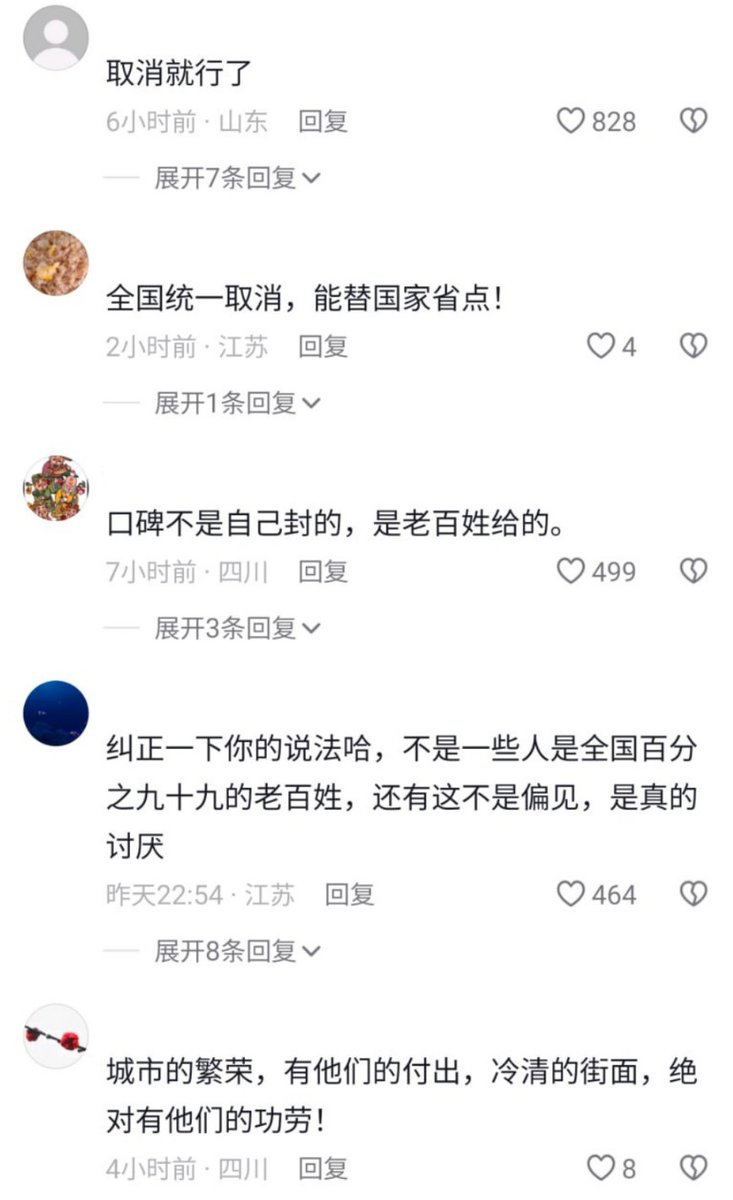 取消就行了
6小时前 · 山东 回复 828
展开7条回复
全国统一取消，能替国家省点！
2小时前 · 江苏 回复 4
展开1条回复
口碑不是自己封的，是老百姓给的。
7小时前 · 四川 回复 499
展开3条回复
纠正一下你的说法哈，不是一些人是全国百分
之九十九的老百姓，还有这不是偏见，是真的
讨厌
昨天22:54 · 江苏 回复 464
展开8条回复
城市的繁荣，有他们的付出，冷清的街面，绝
对有他们的功劳！
4小时前 · 四川 回复 8